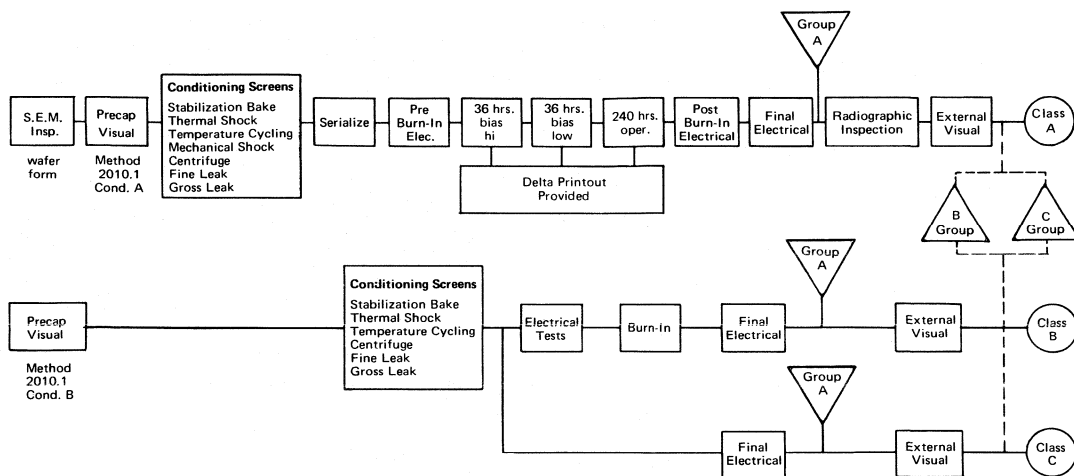 Group
A
S.E.M.
Insp.
wafer
form
Precap
Visual
Method
2010.1
Cond. A
Conditioning Screens
Stabilization Bake
Thermal Shock
Temperature Cycling
Mechanical Shock
Centrifuge
Fine Leak
Gross Leak
Serialize
Pre
Burn-In
Elec.
36 hrs.
bias
hi
36 hrs.
bias
low
240 hrs.
oper.
Delta Printout
Provided
Post
Burn-In
Electrical
Final
Electrical
Radiographic
Inspection
External
Visual
Class
A
B
Group
C
Group
Precap
Visual
Method
2010.1
Cond. B
Conditioning Screens
Stabilization Bake
Thermal Shock
Temperature Cycling
Centrifuge
Fine Leak
Gross Leak
Electrical
Tests
Burn-In
Final
Electrical
Group
A
External
Visual
Class
B
Final
Electrical
Group
A
External
Visual
Class
C